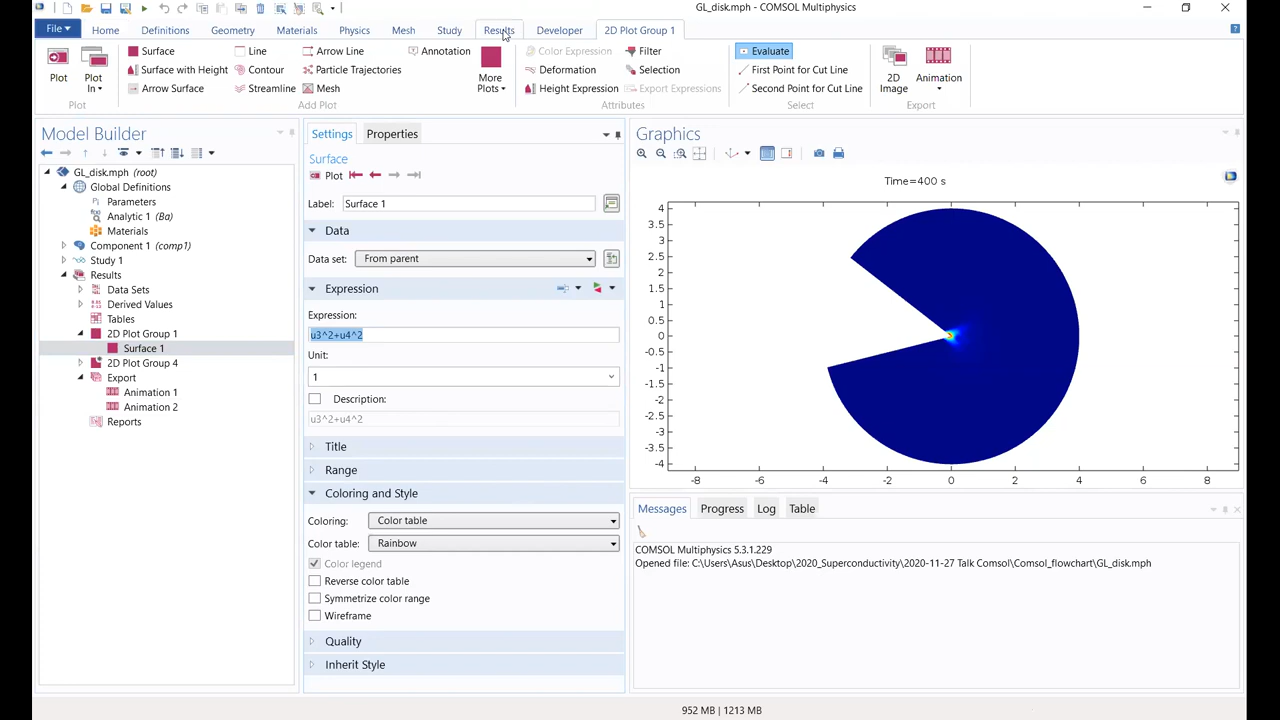 GL_disk.mph - COMSOL Multiphysics
File
Home
Definitions
Geometry
Materials
Physics
Mesh
Study
Results
Developer
2D Plot Group 1
Plot
Plot In
Plot
Surface
Surface with Height
Arrow Surface
Line
Contour
Streamline
Arrow Line
Particle Trajectories
Mesh
Annotation
More Plots
Add Plot
Color Expression
Deformation
Height Expression
Filter
Selection
Export Expressions
Attributes
Evaluate
First Point for Cut Line
Second Point for Cut Line
Select
2D Image
Animation
Export
Model Builder
GL_disk.mph (root)
Global Definitions
Parameters
Analytic 1 (Ba)
Materials
Component 1 (comp1)
Study 1
Results
Data Sets
Derived Values
Tables
2D Plot Group 1
Surface 1
2D Plot Group 4
Export
Animation 1
Animation 2
Reports
Settings
Properties
Surface
Plot
Label: Surface 1
Data
Data set: From parent
Expression
Expression:
u3^2+u4^2
Unit:
1
Description:
u3^2+u4^2
Title
Range
Coloring and Style
Coloring: Color table
Color table: Rainbow
Color legend
Reverse color table
Symmetrize color range
Wireframe
Quality
Inherit Style
Graphics
Time=400 s
4
3.5
3
2.5
2
1.5
1
0.5
0
-0.5
-1
-1.5
-2
-2.5
-3
-3.5
-4
-8 -6 -4 -2 0 2 4 6 8
Messages
Progress
Log
Table
COMSOL Multiphysics 5.3.1.229
Opened file: C:\Users\Asus\Desktop\2020_Superconductivity\2020-11-27 Talk Comsol\Comsol_flowchart\GL_disk.mph
952 MB | 1213 MB